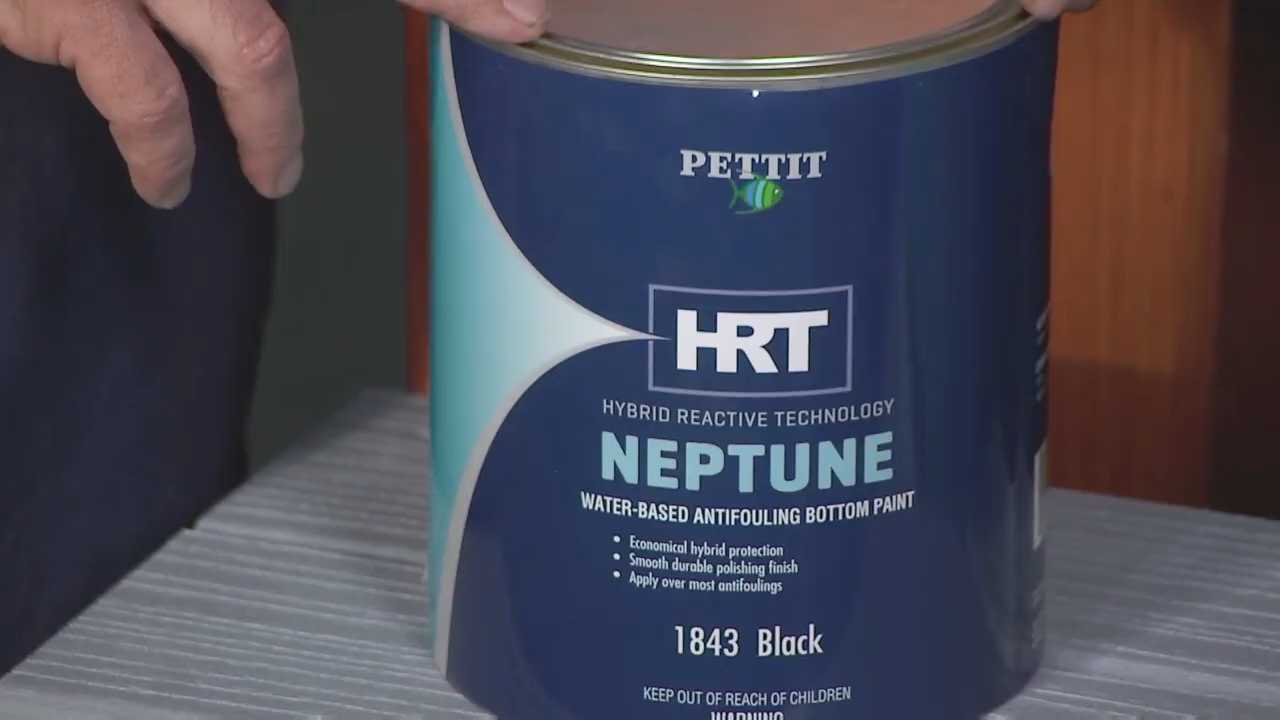 PETTIT
HRT
HYBRID REACTIVE TECHNOLOGY
NEPTUNE
WATER-BASED ANTIFOULING BOTTOM PAINT
• Economical hybrid protection
• Smooth durable polishing finish
• Apply over most antifoulings
1843 Black
KEEP OUT OF REACH OF CHILDREN
WARNING